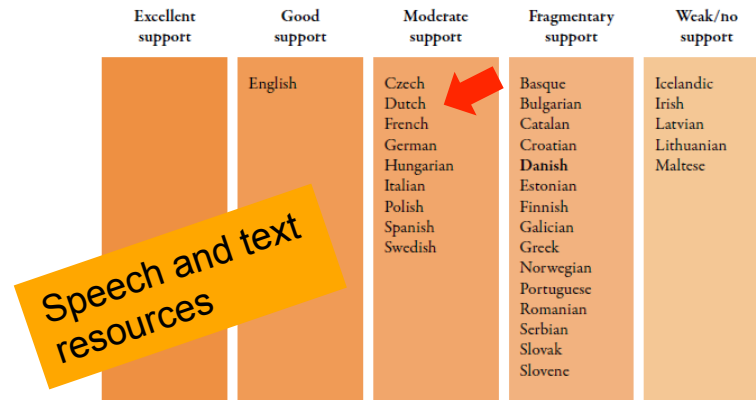 Excellent support
Good support
Moderate support
Fragmentary support
Weak/no support
English
Czech
Dutch
French
German
Hungarian
Italian
Polish
Spanish
Swedish
Basque
Bulgarian
Catalan
Croatian
Danish
Estonian
Finnish
Galician
Greek
Norwegian
Portuguese
Romanian
Serbian
Slovak
Slovene
Icelandic
Irish
Latvian
Lithuanian
Maltese
Speech and text
resources